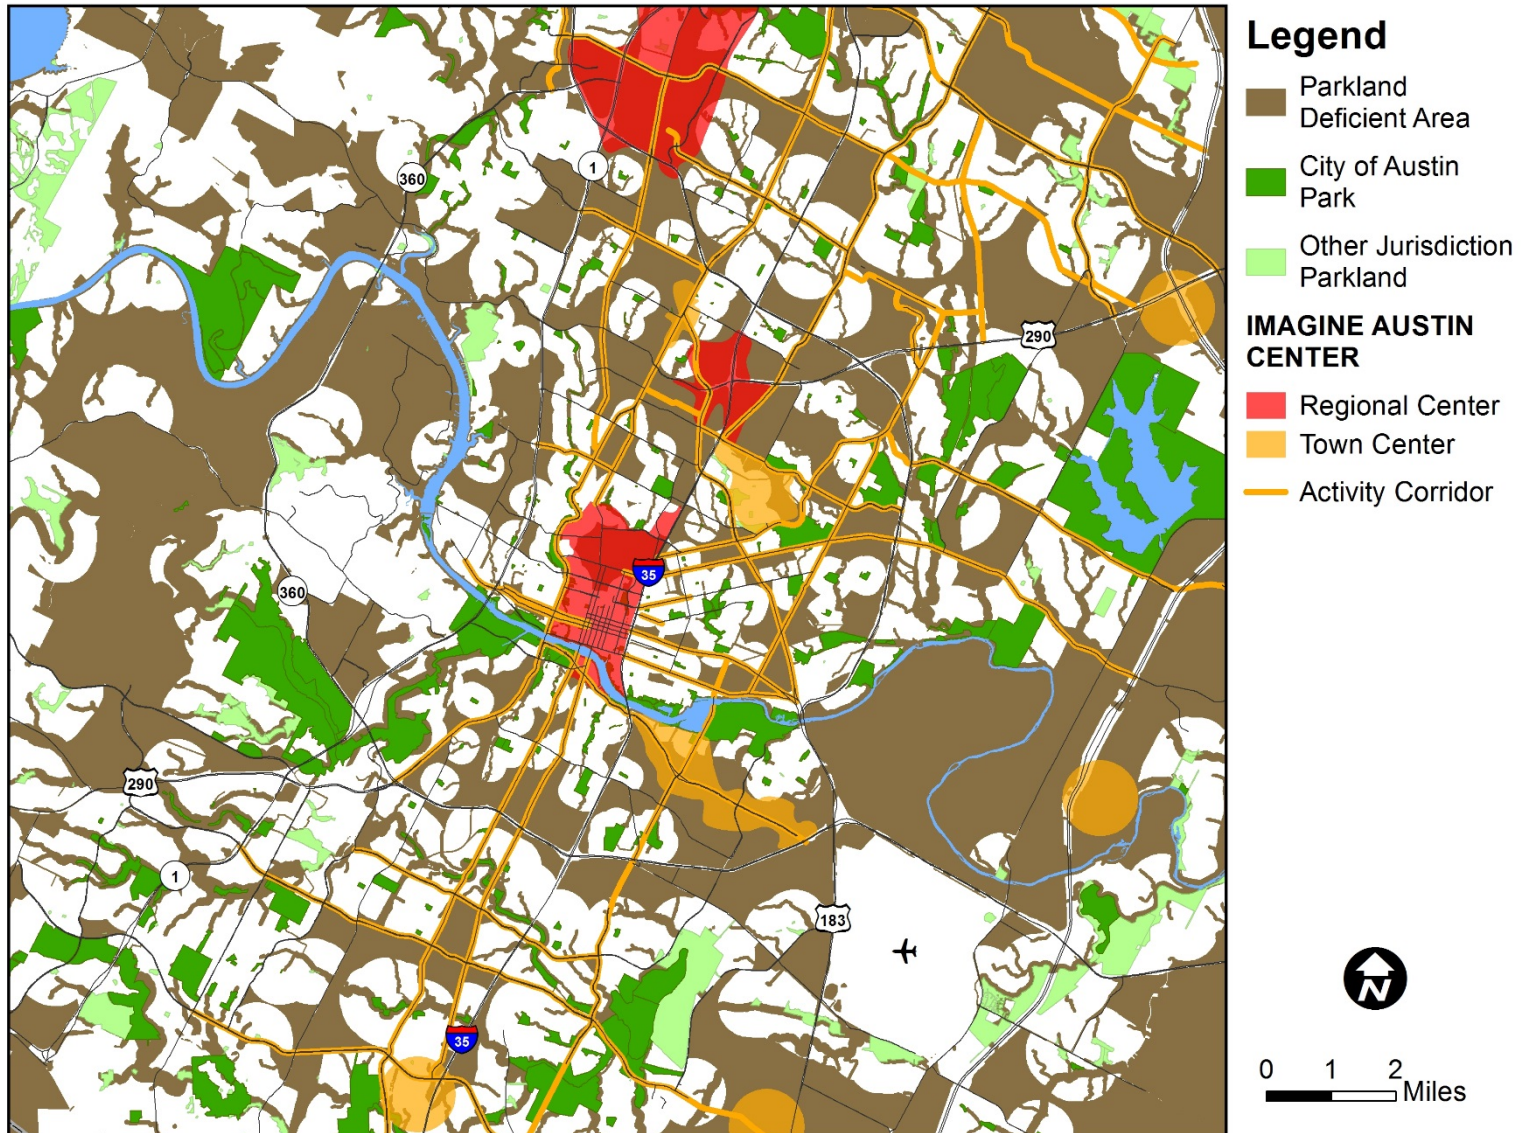 Legend
Parkland
Deficient Area
City of Austin
Park
Other Jurisdiction
Parkland
IMAGINE AUSTIN
CENTER
Regional Center
Town Center
Activity Corridor
1
360
290
35
360
290
1
183
35
N
0 1 2
Miles